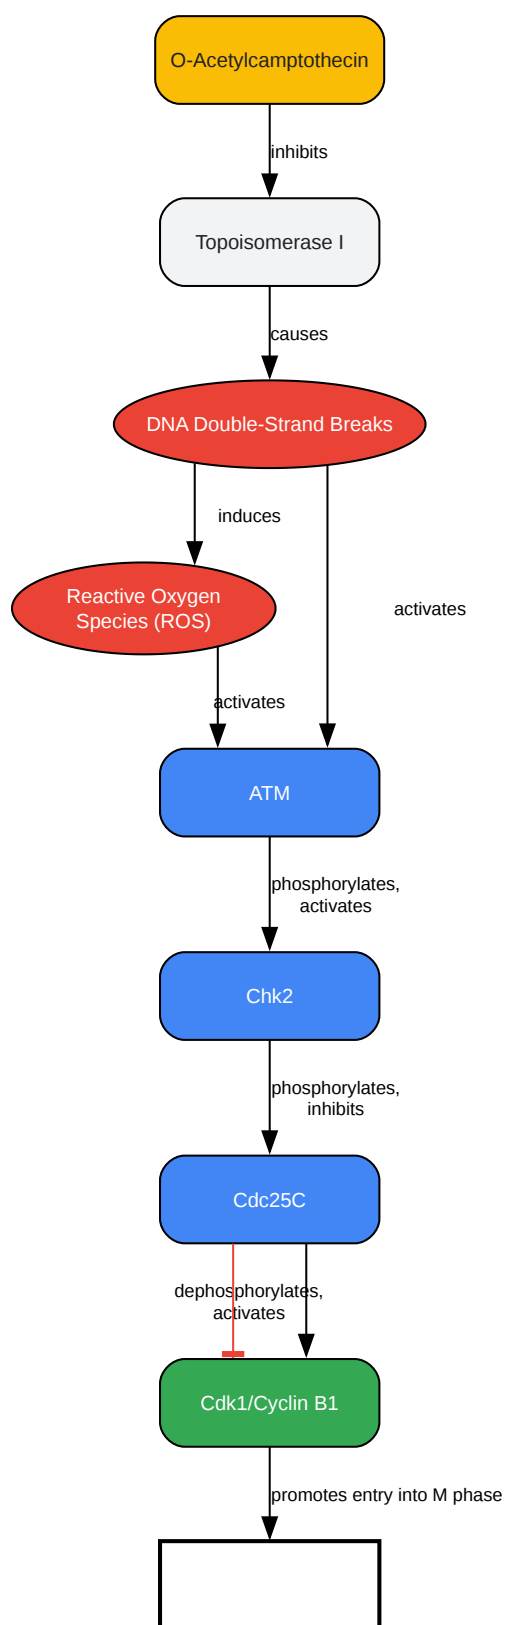 O-Acetylcamptothecin
inhibits
Topoisomerase I
causes
DNA Double-Strand Breaks
induces
Reactive Oxygen
Species (ROS)
activates
activates
ATM
phosphorylates,
activates
Chk2
phosphorylates,
inhibits
Cdc25C
dephosphorylates,
activates
Cdk1/Cyclin B1
promotes entry into M phase